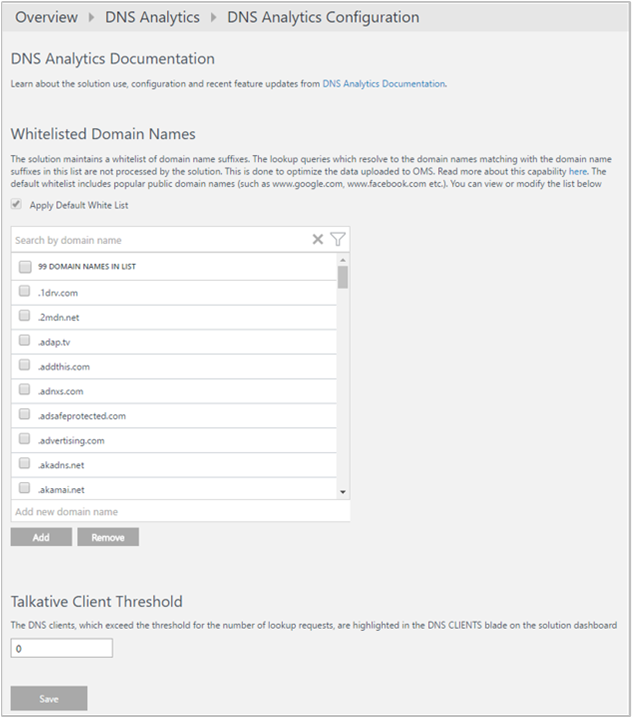 Overview DNS Analytics DNS Analytics Configuration
DNS Analytics Documentation
Learn about the solution use, configuration and recent feature updates from DNS Analytics Documentation.
Whitelisted Domain Names
The solution maintains a whitelist of domain name suffixes. The lookup queries which resolve to the domain names matching with the domain name
suffixes in this list are not processed by the solution. This is done to optimize the data uploaded to OMS. Read more about this capability here. The
default whitelist includes popular public domain names (such as www.google.com, www.facebook.com etc.). You can view or modify the list below
Apply Default White List
Search by domain name
99 DOMAIN NAMES IN LIST
.1drv.com
.2mdn.net
.adap.tv
.addthis.com
.adnxs.com
.adsafeprotected.com
.advertising.com
.akadns.net
.akamai.net
Add new domain name
Add Remove
Talkative Client Threshold
The DNS clients, which exceed the threshold for the number of lookup requests, are highlighted in the DNS CLIENTS blade on the solution dashboard
0
Save